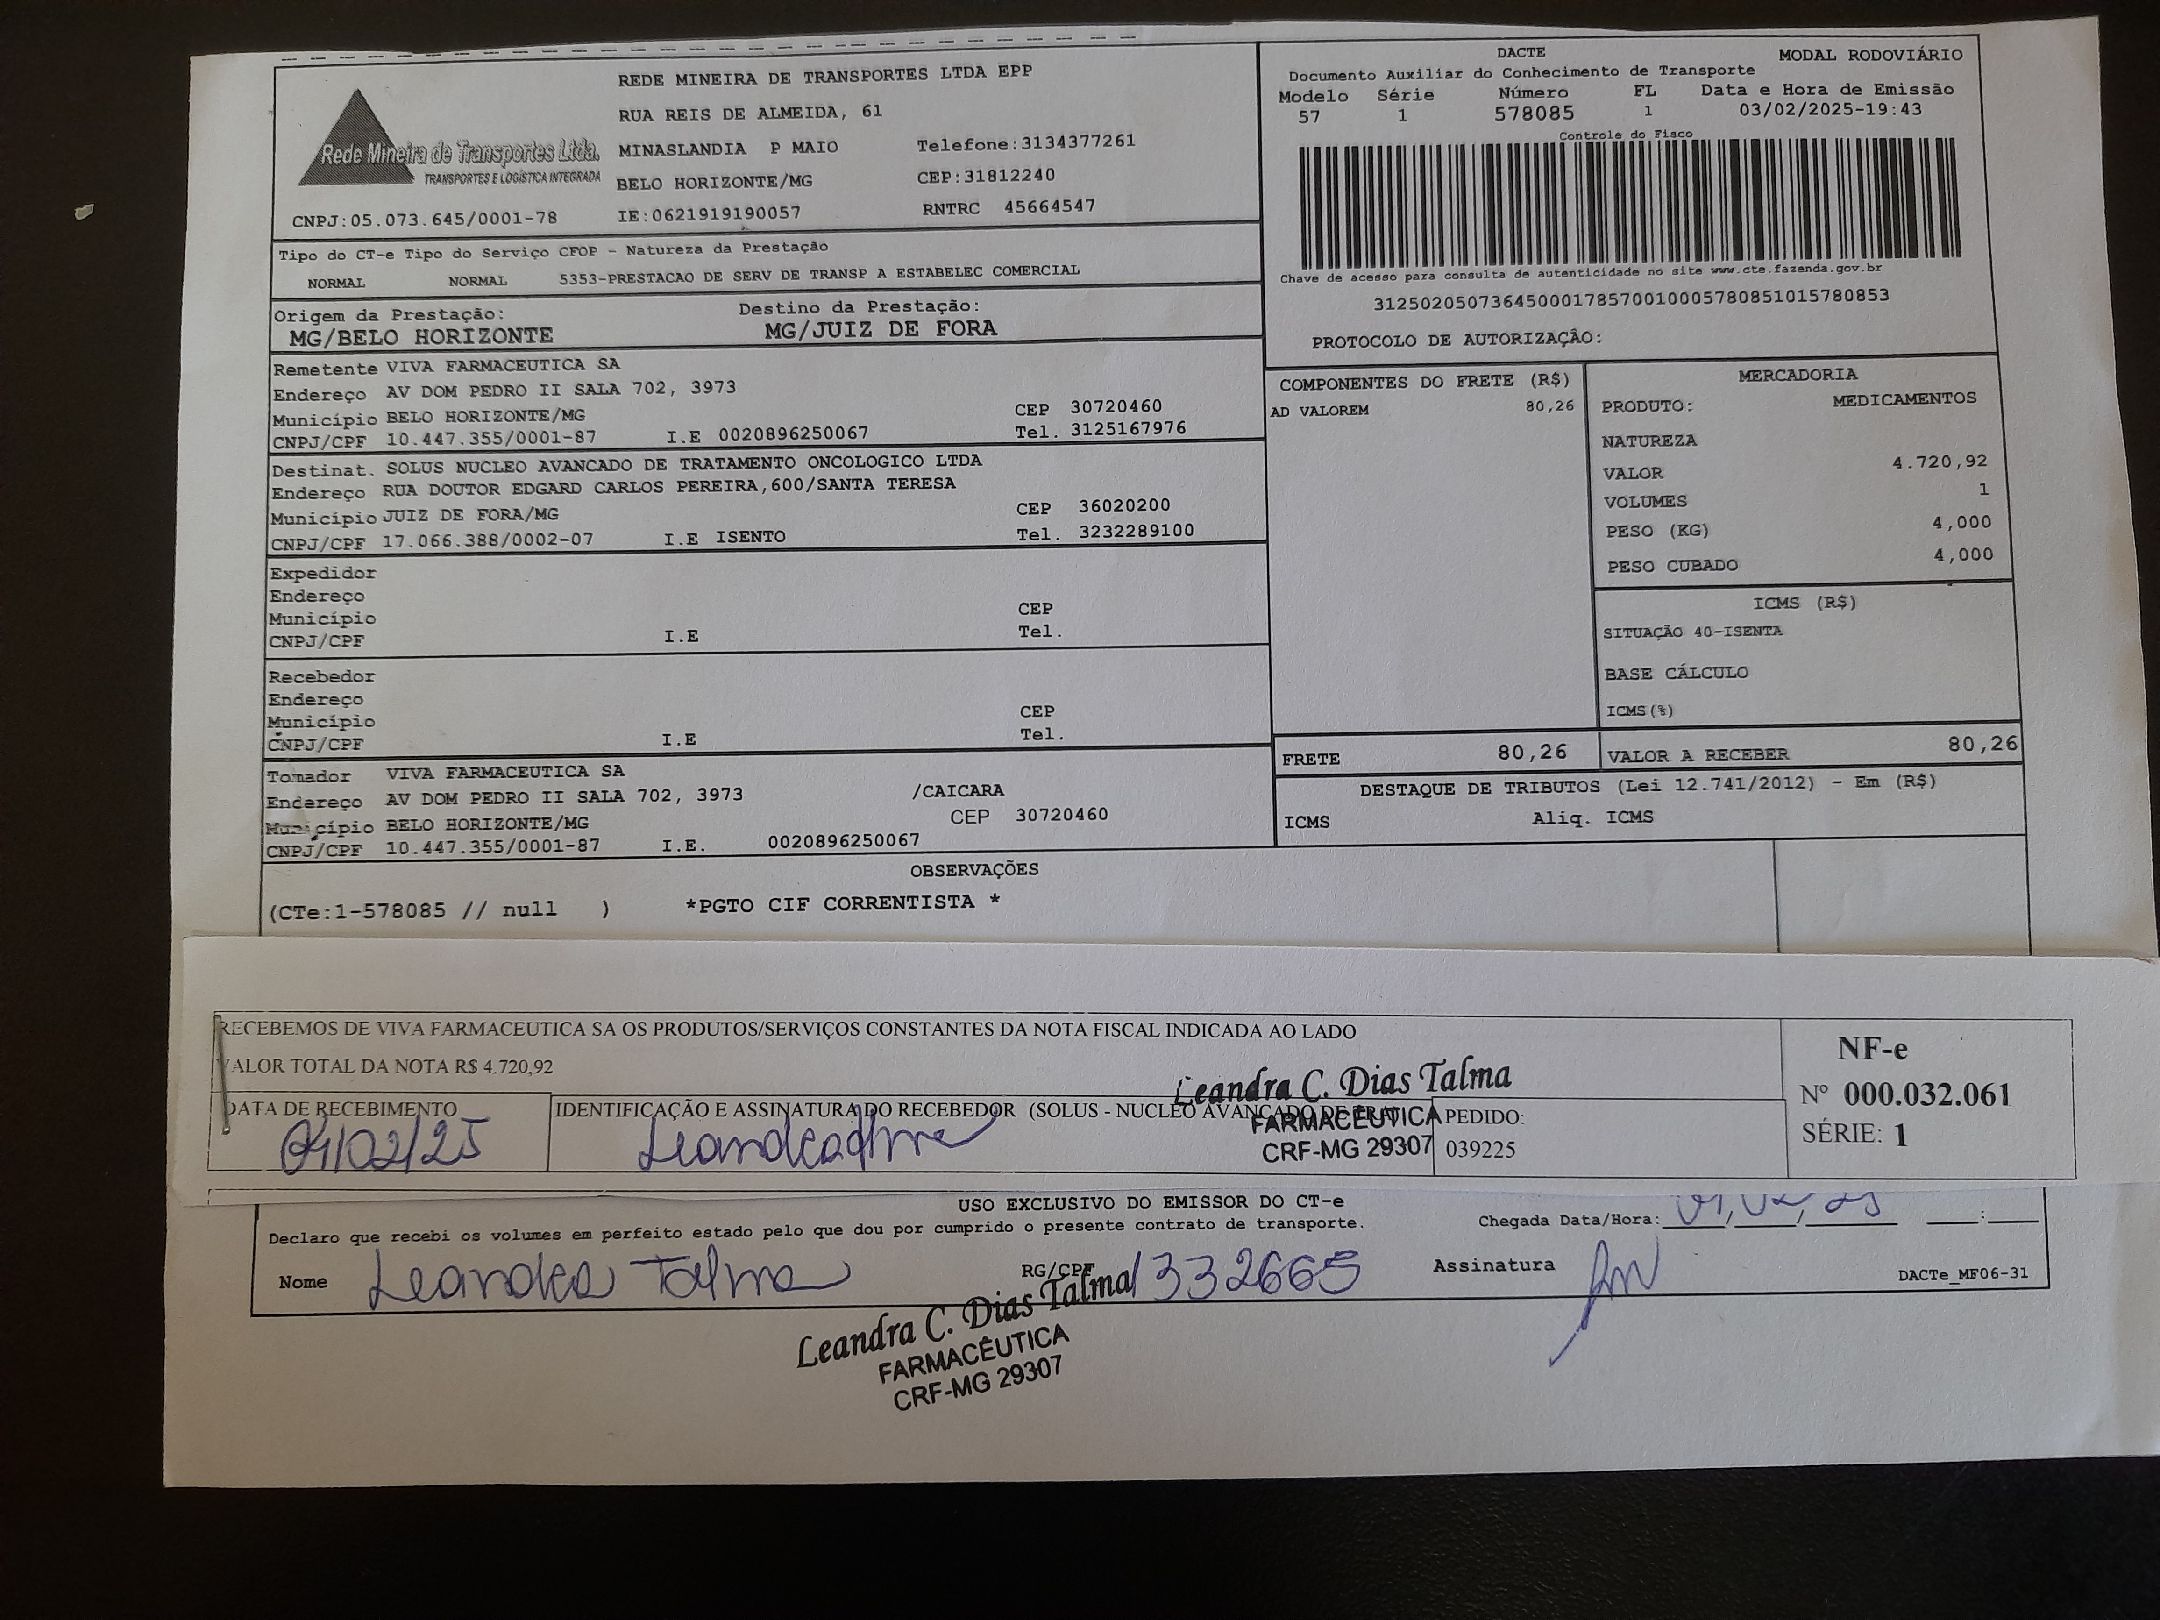 REDE MINEIRA DE TRANSPORTES LTDA EPP
RUA REIS DE ALMEIDA, 61
Rede Mineira de Transportes Ltda.
TRANSPORTES E LOGÍSTICA INTEGRADA
MINASLANDIA P MAIO Telefone:3134377261
BELO HORIZONTE/MG CEP:31812240
CNPJ:05.073.645/0001-78 IE:0621919190057 RNTRC 45664547
DACTE MODAL RODOVIÁRIO
Documento Auxiliar do Conhecimento de Transporte
Modelo Série Número FL Data e Hora de Emissão
57 1 578085 1 03/02/2025-19:43
Controle do Fisco
Chave de acesso para consulta de autenticidade no site www.cte.fazenda.gov.br
31250205073645000178570010005780851015780853
PROTOCOLO DE AUTORIZAÇÃO:
Tipo do CT-e Tipo do Serviço CFOP - Natureza da Prestação
NORMAL NORMAL 5353-PRESTACAO DE SERV DE TRANSP A ESTABELEC COMERCIAL
Origem da Prestação: Destino da Prestação:
MG/BELO HORIZONTE MG/JUIZ DE FORA
Remetente VIVA FARMACEUTICA SA
Endereço AV DOM PEDRO II SALA 702, 3973
Município BELO HORIZONTE/MG CEP 30720460
CNPJ/CPF 10.447.355/0001-87 I.E 0020896250067 Tel. 3125167976
Destinat. SOLUS NUCLEO AVANCADO DE TRATAMENTO ONCOLOGICO LTDA
Endereço RUA DOUTOR EDGARD CARLOS PEREIRA,600/SANTA TERESA
Município JUIZ DE FORA/MG CEP 36020200
CNPJ/CPF 17.066.388/0002-07 I.E ISENTO Tel. 3232289100
Expedidor
Endereço
Município CEP
CNPJ/CPF I.E Tel.
Recebedor
Endereço
Município CEP
CNPJ/CPF I.E Tel.
Tomador VIVA FARMACEUTICA SA
Endereço AV DOM PEDRO II SALA 702, 3973 /CAICARA
Município BELO HORIZONTE/MG CEP 30720460
CNPJ/CPF 10.447.355/0001-87 I.E. 0020896250067
COMPONENTES DO FRETE (R$)
AD VALOREM 80,26
MERCADORIA
PRODUTO: MEDICAMENTOS
NATUREZA
VALOR 4.720,92
VOLUMES 1
PESO (KG) 4,000
PESO CUBADO 4,000
ICMS (R$)
SITUAÇÃO 40-ISENTA
BASE CÁLCULO
ICMS(%)
FRETE 80,26 VALOR A RECEBER 80,26
DESTAQUE DE TRIBUTOS (Lei 12.741/2012) - Em (R$)
ICMS Aliq. ICMS
OBSERVAÇÕES
(CTe:1-578085 // null ) *PGTO CIF CORRENTISTA *
RECEBEMOS DE VIVA FARMACEUTICA SA OS PRODUTOS/SERVIÇOS CONSTANTES DA NOTA FISCAL INDICADA AO LADO
VALOR TOTAL DA NOTA R$ 4.720,92
DATA DE RECEBIMENTO IDENTIFICAÇÃO E ASSINATURA DO RECEBEDOR (SOLUS - NUCLEO AVANÇADO DE
04/02/25
Leandra C. Dias Talma
FARMACÊUTICA
CRF-MG 29307
PEDIDO:
039225
NF-e
Nº 000.032.061
SÉRIE: 1
USO EXCLUSIVO DO EMISSOR DO CT-e
Declaro que recebi os volumes em perfeito estado pelo que dou por cumprido o presente contrato de transporte. Chegada Data/Hora:
Nome Leandra Talma RG/CPF 1332665 Assinatura
DACTe_MF06-31
Leandra C. Dias Talma
FARMACÊUTICA
CRF-MG 29307